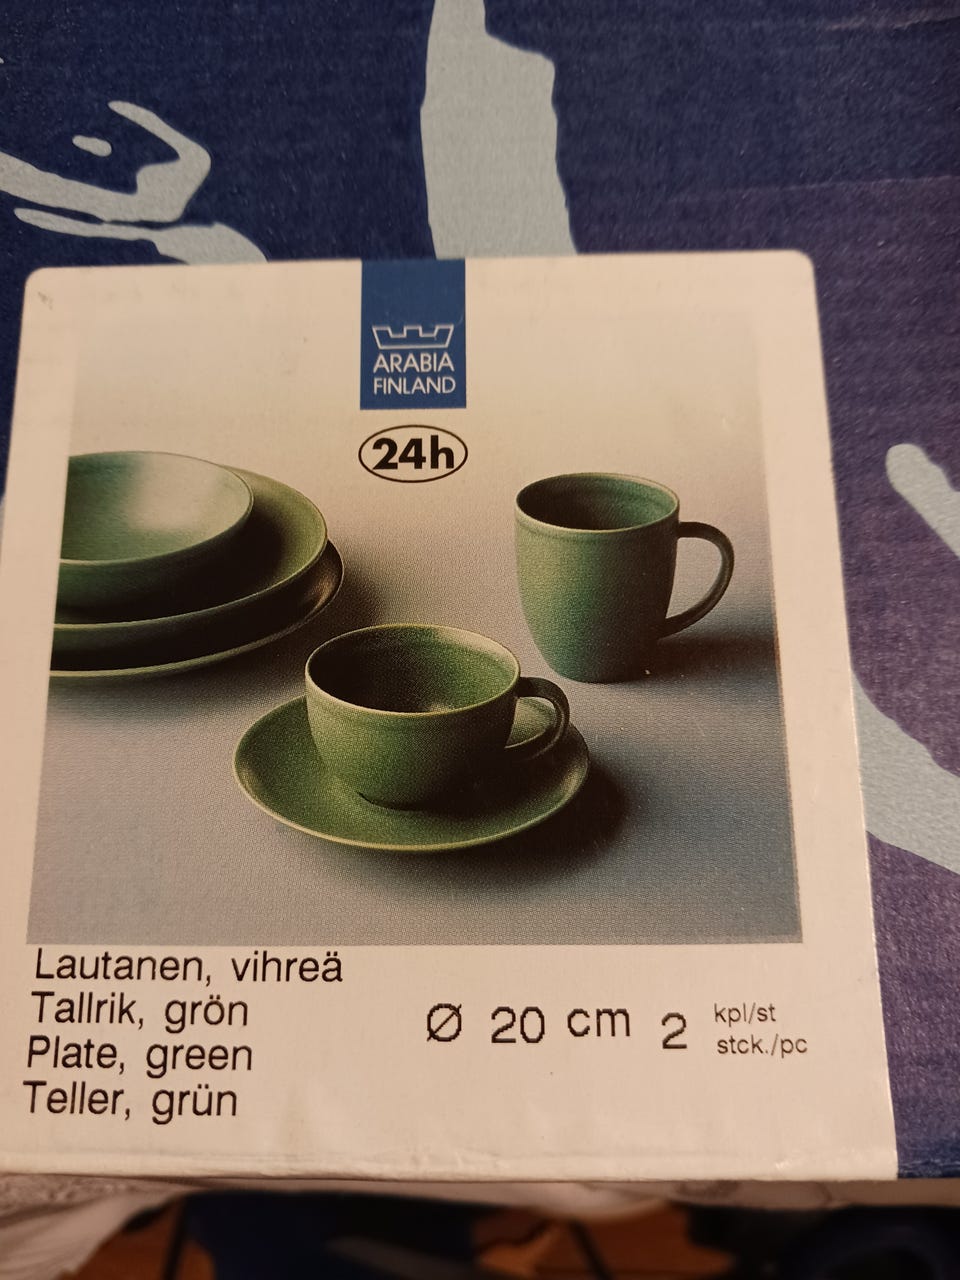 ARABIA
FINLAND
24h
Lautanen, vihreä
Tallrik, grön
Plate, green
Teller, grün
Ø 20 cm 2 kpl/st
stck./pc